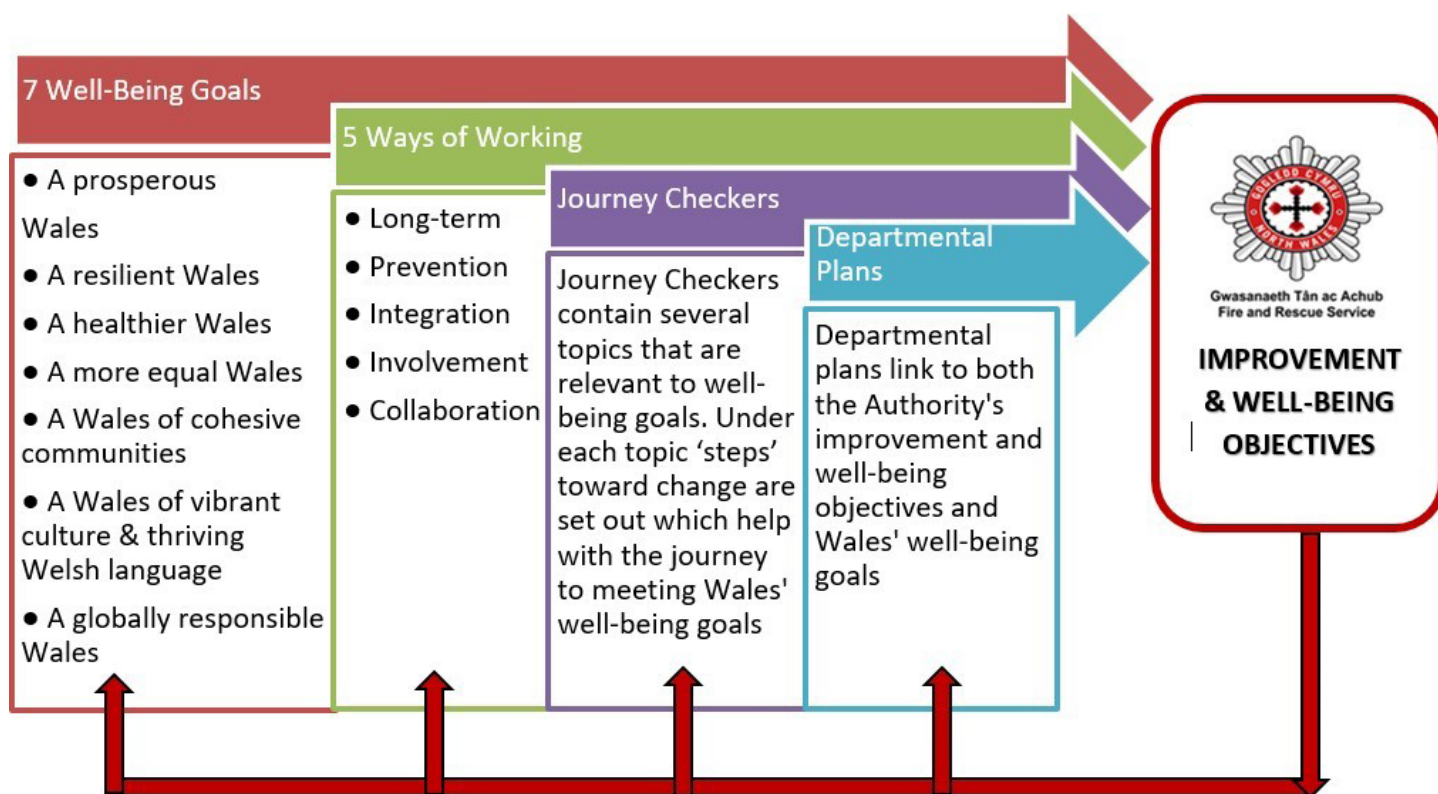 7 Well-Being Goals
● A prosperous
Wales
● A resilient Wales
● A healthier Wales
● A more equal Wales
● A Wales of cohesive
communities
● A Wales of vibrant
culture & thriving
Welsh language
● A globally responsible
Wales
5 Ways of Working
● Long-term
● Prevention
● Integration
● Involvement
● Collaboration
Journey Checkers
Journey Checkers
contain several
topics that are
relevant to well-
being goals. Under
each topic ‘steps’
toward change are
set out which help
with the journey
to meeting Wales'
well-being goals
Departmental
Plans
Departmental
plans link to both
the Authority's
improvement and
well-being
objectives and
Wales' well-being
goals
GOGLEDD CYMRU
NORTH WALES
Gwasanaeth Tân ac Achub
Fire and Rescue Service
IMPROVEMENT
& WELL-BEING
OBJECTIVES